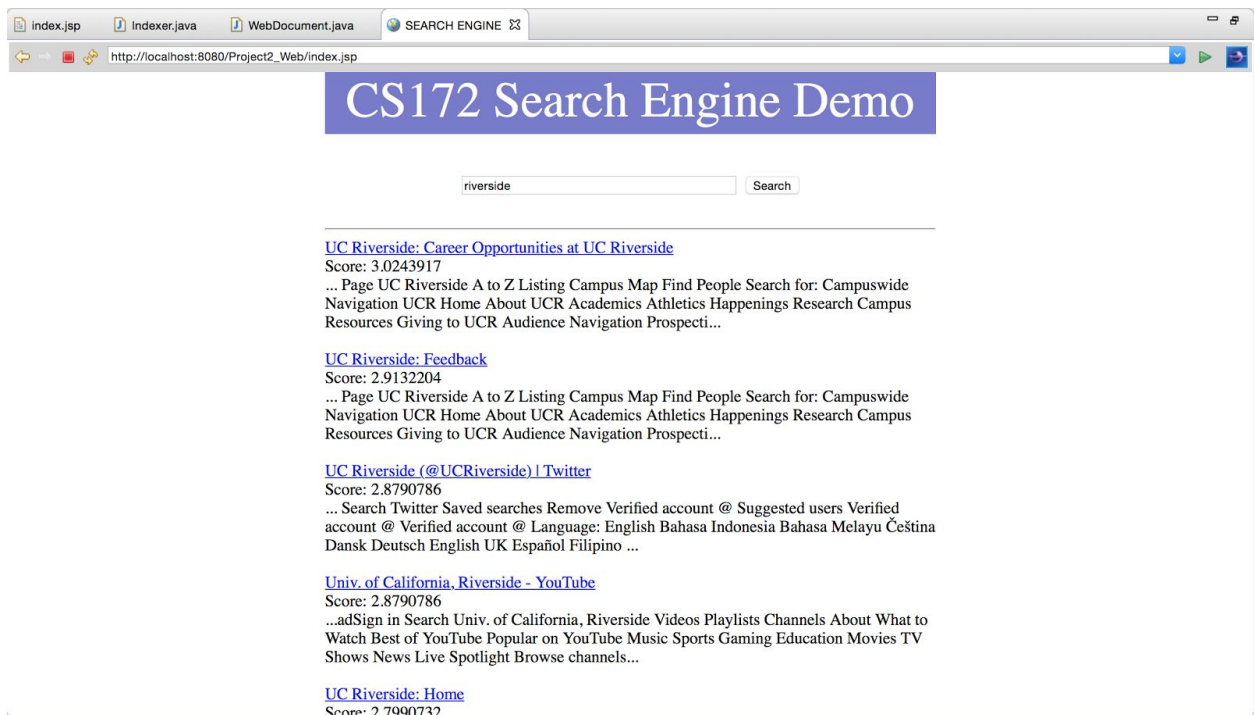 index.jsp Indexer.java WebDocument.java SEARCH ENGINE
http://localhost:8080/Project2_Web/index.jsp
CS172 Search Engine Demo
riverside Search
UC Riverside: Career Opportunities at UC Riverside
Score: 3.0243917
... Page UC Riverside A to Z Listing Campus Map Find People Search for: Campuswide
Navigation UCR Home About UCR Academics Athletics Happenings Research Campus
Resources Giving to UCR Audience Navigation Prospecti...
UC Riverside: Feedback
Score: 2.9132204
... Page UC Riverside A to Z Listing Campus Map Find People Search for: Campuswide
Navigation UCR Home About UCR Academics Athletics Happenings Research Campus
Resources Giving to UCR Audience Navigation Prospecti...
UC Riverside (@UCRiverside) | Twitter
Score: 2.8790786
... Search Twitter Saved searches Remove Verified account @ Suggested users Verified
account @ Verified account @ Language: English Bahasa Indonesia Bahasa Melayu Čeština
Dansk Deutsch English UK Español Filipino ...
Univ. of California, Riverside - YouTube
Score: 2.8790786
...adSign in Search Univ. of California, Riverside Videos Playlists Channels About What to
Watch Best of YouTube Popular on YouTube Music Sports Gaming Education Movies TV
Shows News Live Spotlight Browse channels...
UC Riverside: Home
Score: 2.7990732